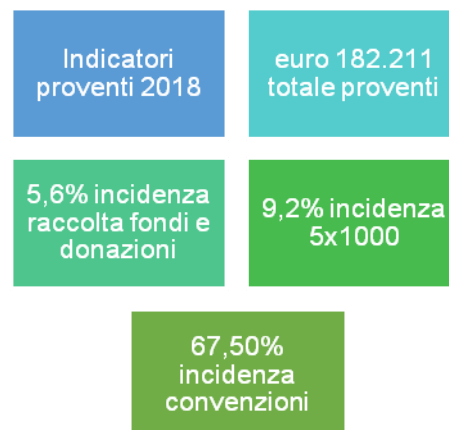 Indicatori
proventi 2018
euro 182.211
totale proventi
5,6% incidenza
raccolta fondi e
donazioni
9,2% incidenza
5x1000
67,50%
incidenza
convenzioni